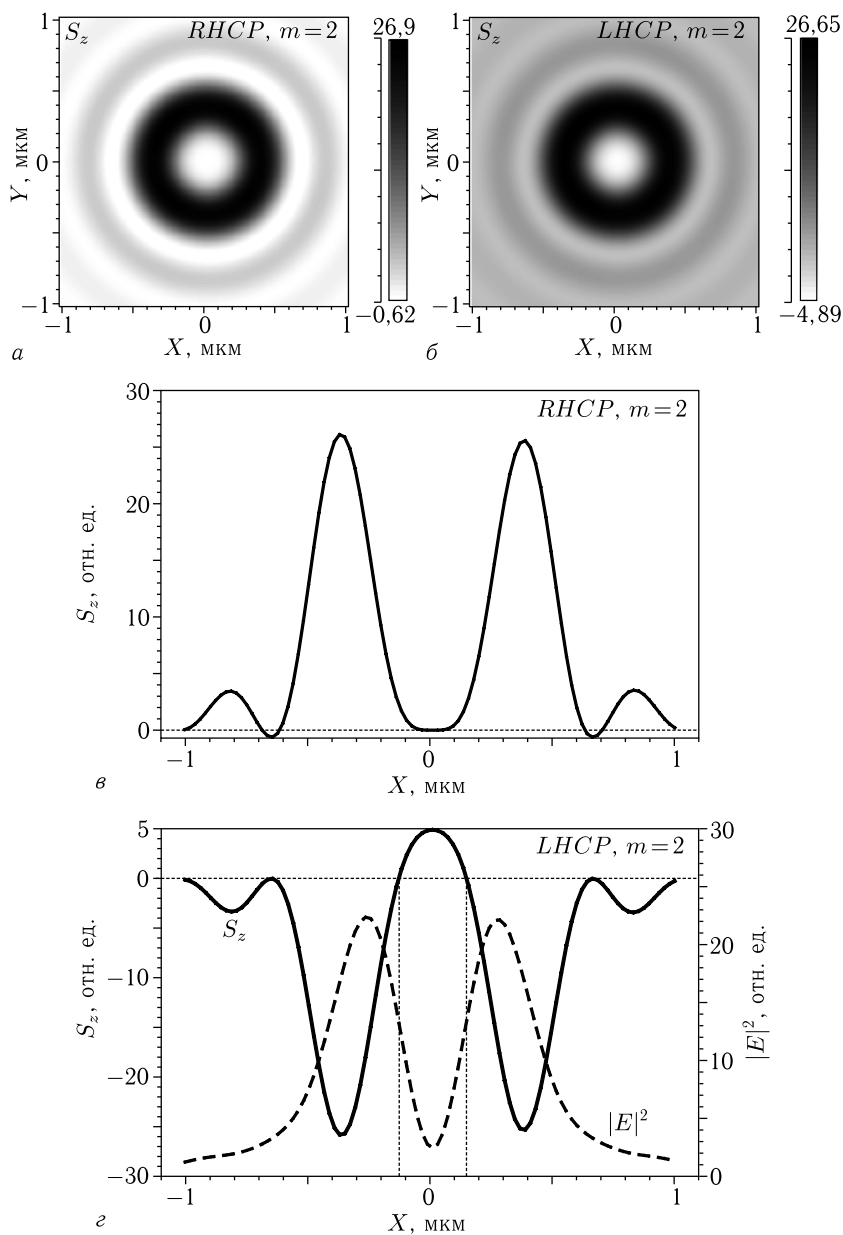 1
S_z
RHCP, m=2
26,9
Y, мкм
0
−1
−1
0
1
−0,62
X, мкм
а
1
S_z
LHCP, m=2
26,65
Y, мкм
0
−1
−1
0
1
−4,89
X, мкм
б
30
RHCP, m=2
20
S_z, отн. ед.
10
0
−1
0
1
X, мкм
в
5
LHCP, m=2
30
0
S_z
20
−10
S_z, отн. ед.
|E|², отн. ед.
10
−20
|E|²
−30
0
−1
0
1
X, мкм
г